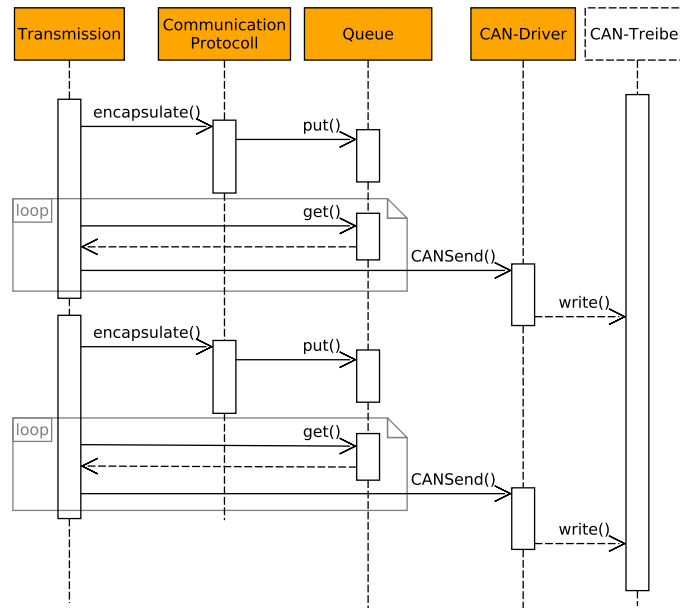 Transmission
Communication
Protocoll
Queue
CAN-Driver
CAN-Treibe
encapsulate()
put()
loop
get()
CANSend()
write()
encapsulate()
put()
loop
get()
CANSend()
write()